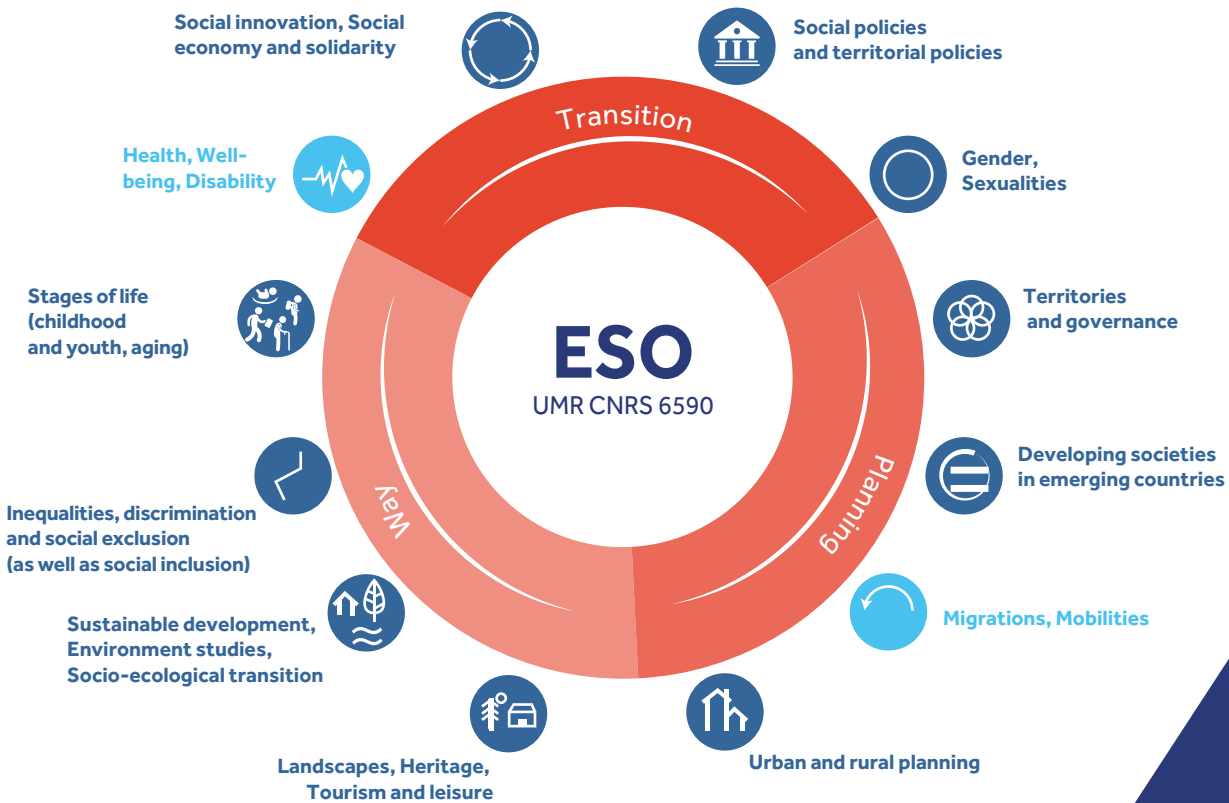 Social innovation, Social
economy and solidarity
Social policies
and territorial policies
Transition
Health, Well-
being, Disability
Gender,
Sexualities
Stages of life
(childhood
and youth, aging)
Territories
and governance
ESO
UMR CNRS 6590
Developing societies
in emerging countries
Planning
Way
Inequalities, discrimination
and social exclusion
(as well as social inclusion)
Migrations, Mobilities
Sustainable development,
Environment studies,
Socio-ecological transition
Urban and rural planning
Landscapes, Heritage,
Tourism and leisure